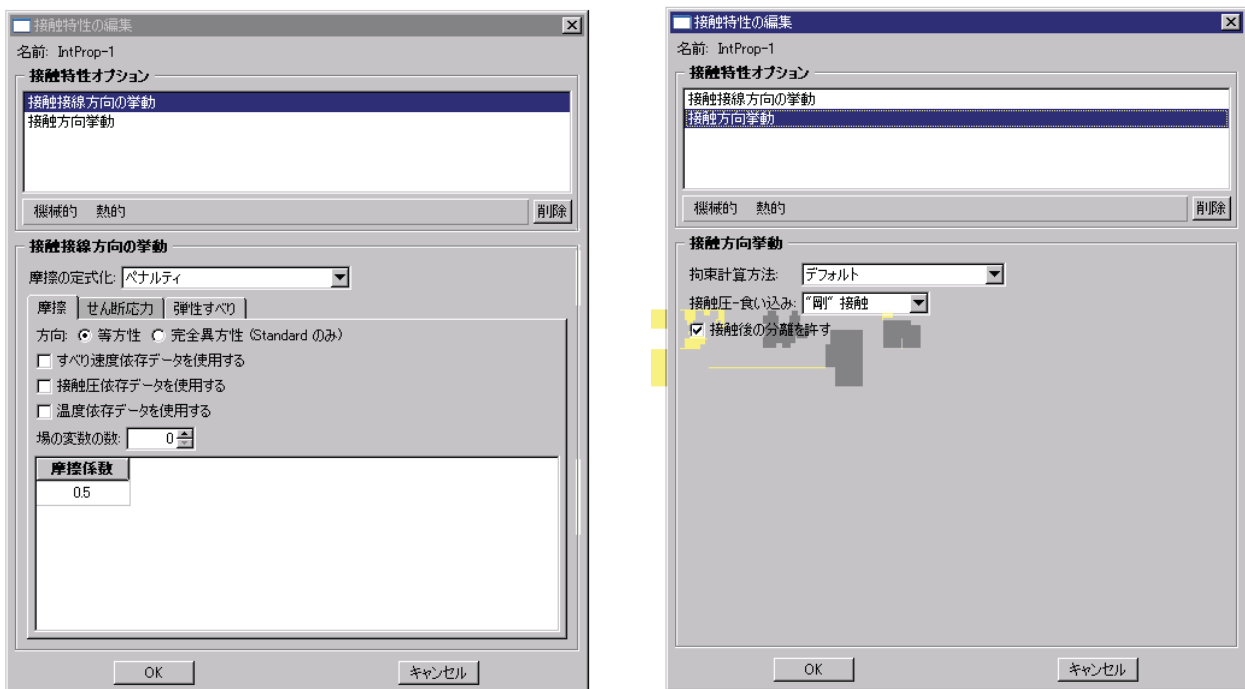 接触特性の編集
名前: IntProp-1
接触特性オプション
接触接線方向の挙動
接触方向挙動
機械的 熱的 削除
接触接線方向の挙動
摩擦の定式化: ペナルティ
摩擦 せん断応力 弾性すべり
方向: 等方性 完全異方性 (Standard のみ)
すべり速度依存データを使用する
接触圧依存データを使用する
温度依存データを使用する
場の変数の数: 0
摩擦係数
0.5
OK キャンセル
接触特性の編集
名前: IntProp-1
接触特性オプション
接触接線方向の挙動
接触方向挙動
機械的 熱的 削除
接触方向挙動
拘束計算方法: デフォルト
接触圧-食い込み: "剛" 接触
接触後の分離を許す
OK キャンセル